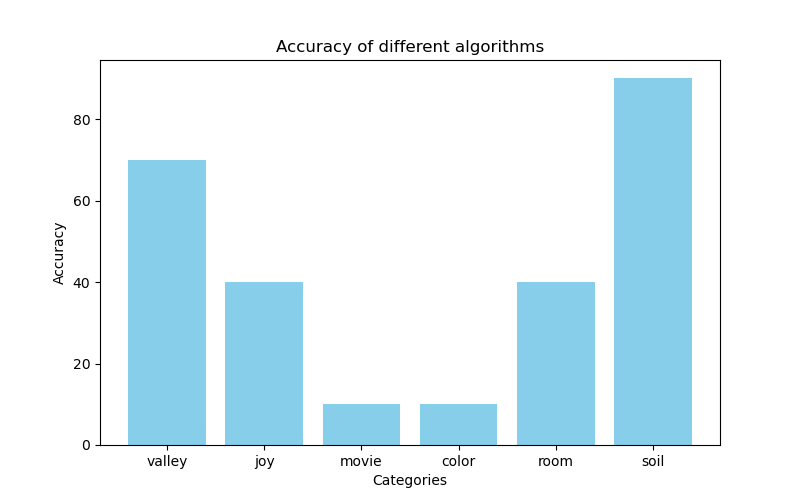 Accuracy of different algorithms
Accuracy
80
60
40
20
0
valley joy movie color room soil
Categories